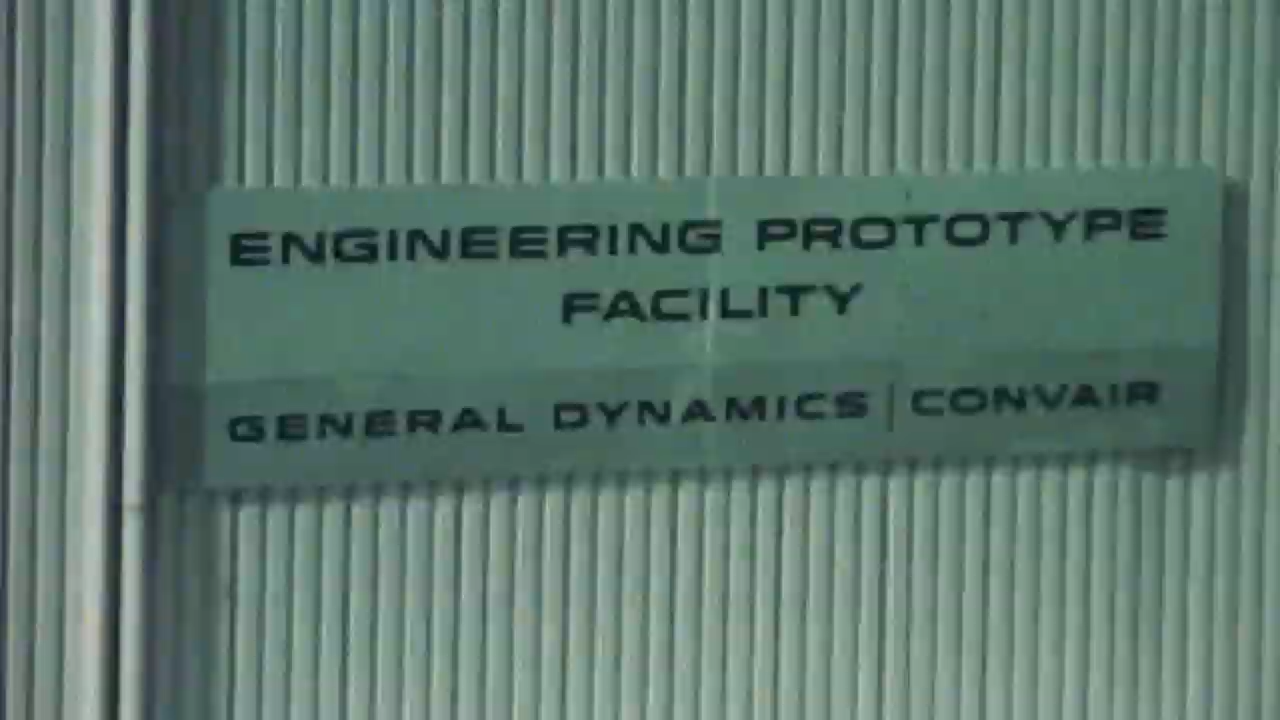 ENGINEERING PROTOTYPE
FACILITY
GENERAL DYNAMICS | CONVAIR